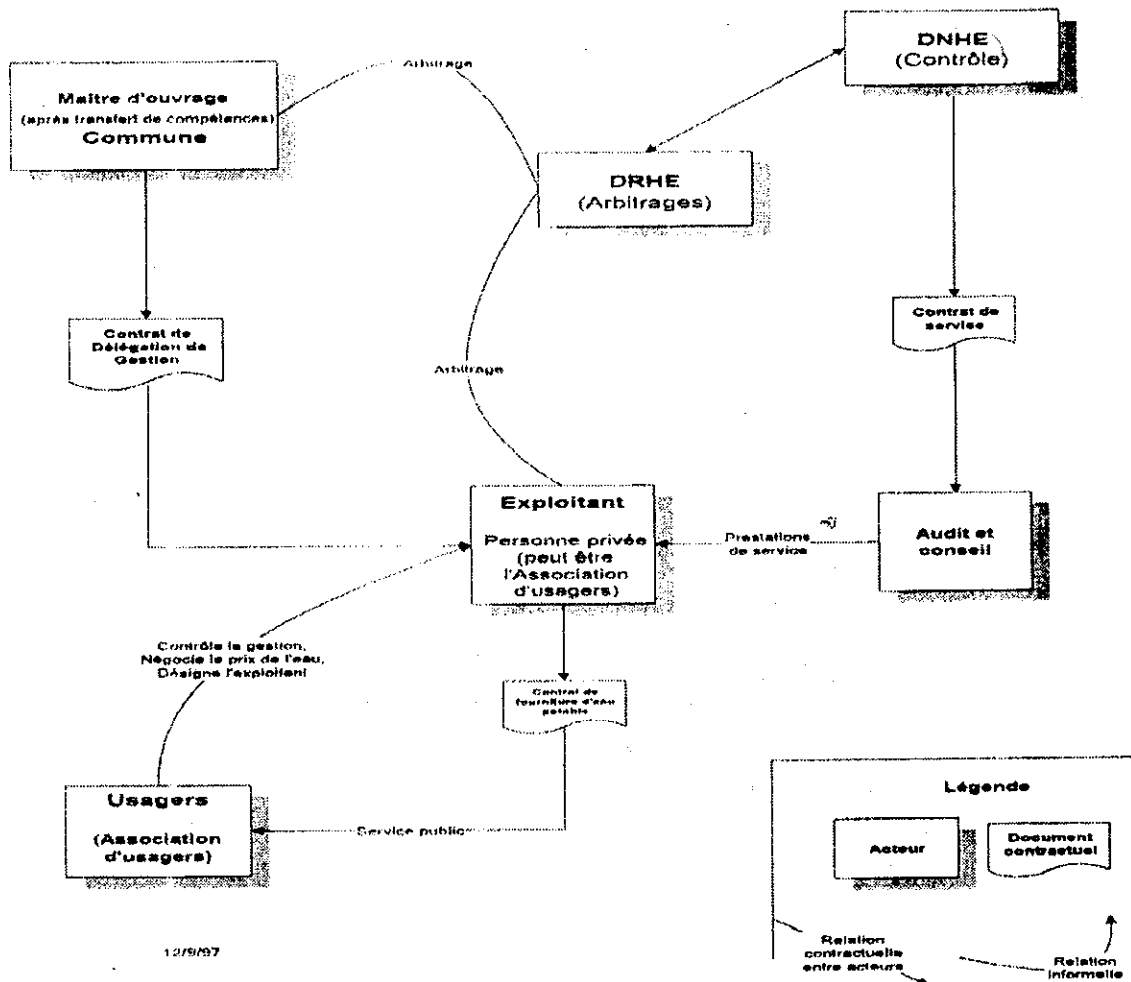 DNHE
(Contrôle)
Arbitrage
Maître d'ouvrage
(après transfert de compétences)
Commune
DRHE
(Arbitrages)
Contrat de
Délégation de
Gestion
Contrat de
service
Arbitrage
Exploitant
Personne privée
(peut être
l'Association
d'usagers)
Prestations
de service
Audit et
conseil
Contrôle la gestion,
Négocie le prix de l'eau,
Désigne l'exploitant
Contrat de
fourniture d'eau
potable
Usagers
(Association
d'usagers)
Service public
Légende
Acteur
Document
contractuel
Relation
contractuelle
entre acteurs
Relation
informelle
12/9/97